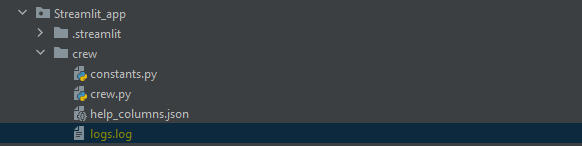 Streamlit_app
.streamlit
crew
constants.py
crew.py
help_columns.json
logs.log